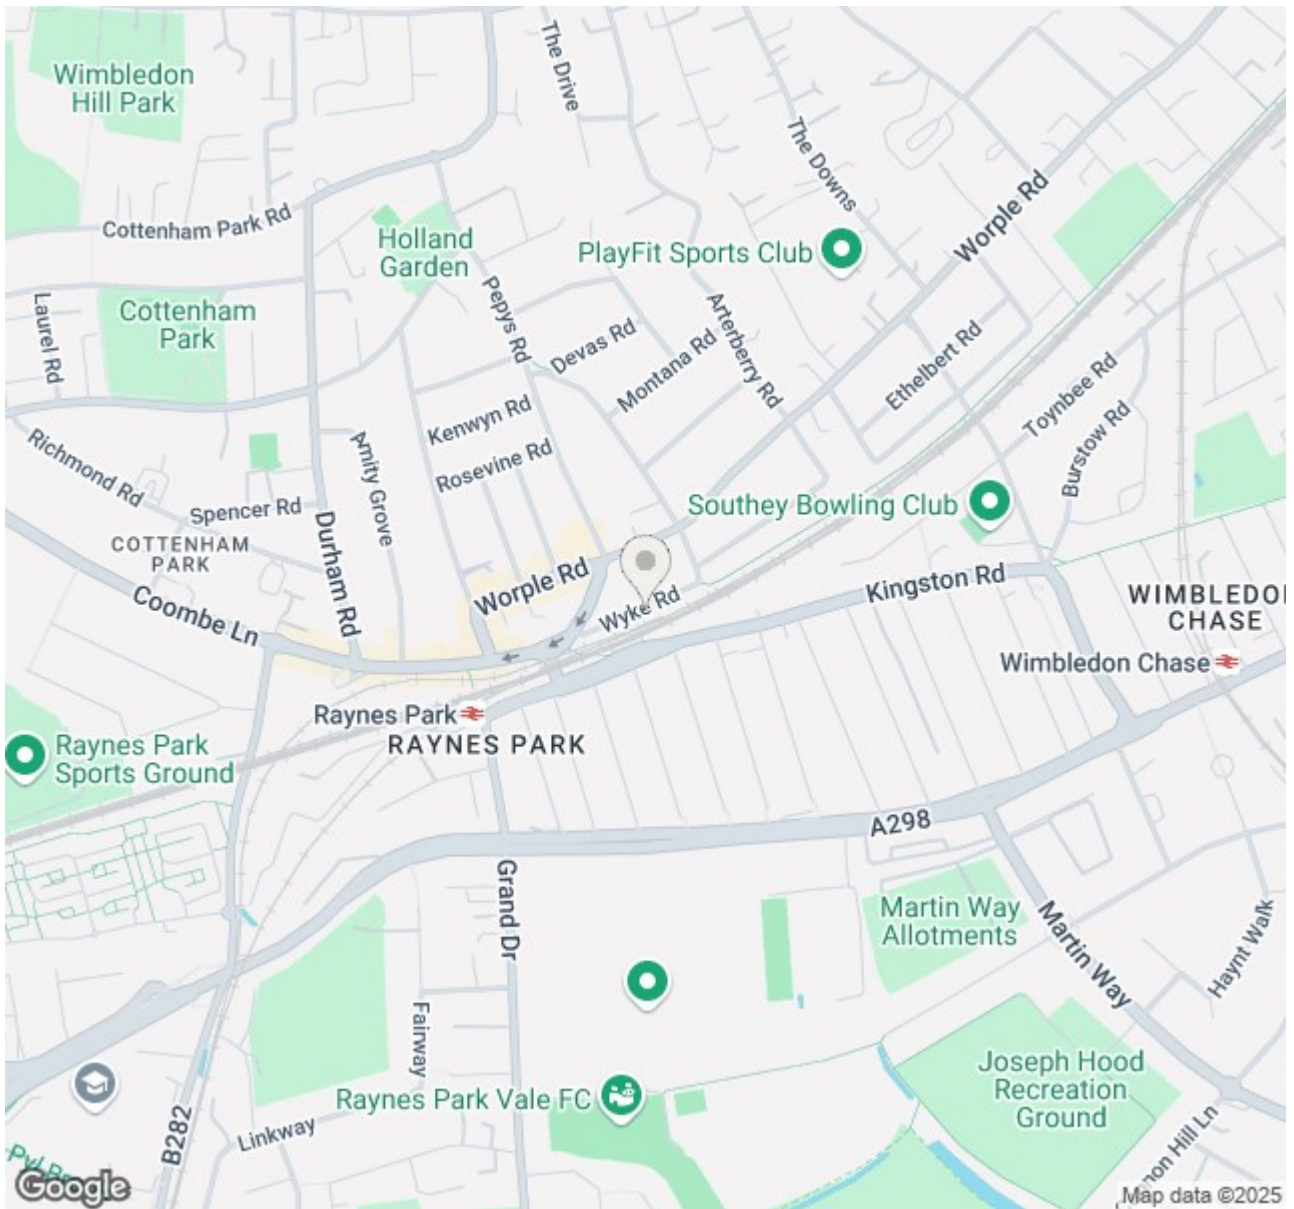 The Drive
Wimbledon
Hill Park
The Downs
Worple Rd
Cottenham Park Rd
Holland
Garden
PlayFit Sports Club
Pepys Rd
Laurel Rd
Cottenham
Park
Devas Rd
Montana Rd
Arterberry Rd
Ethelbert Rd
Toynbee Rd
Burstow Rd
Kenwyn Rd
Rosevine Rd
Amity Grove
Richmond Rd
Spencer Rd
Durham Rd
Southey Bowling Club
COTTENHAM
PARK
Coombe Ln
Worple Rd
Wyke Rd
Kingston Rd
WIMBLEDO
CHASE
Wimbledon Chase
Raynes Park
RAYNES PARK
Raynes Park
Sports Ground
A298
Grand Dr
Martin Way
Allotments
Martin Way
Haynt Walk
Fairway
Joseph Hood
Recreation
Ground
Raynes Park Vale FC
Linkway
B282
non Hill Ln
Google
Map data ©2025